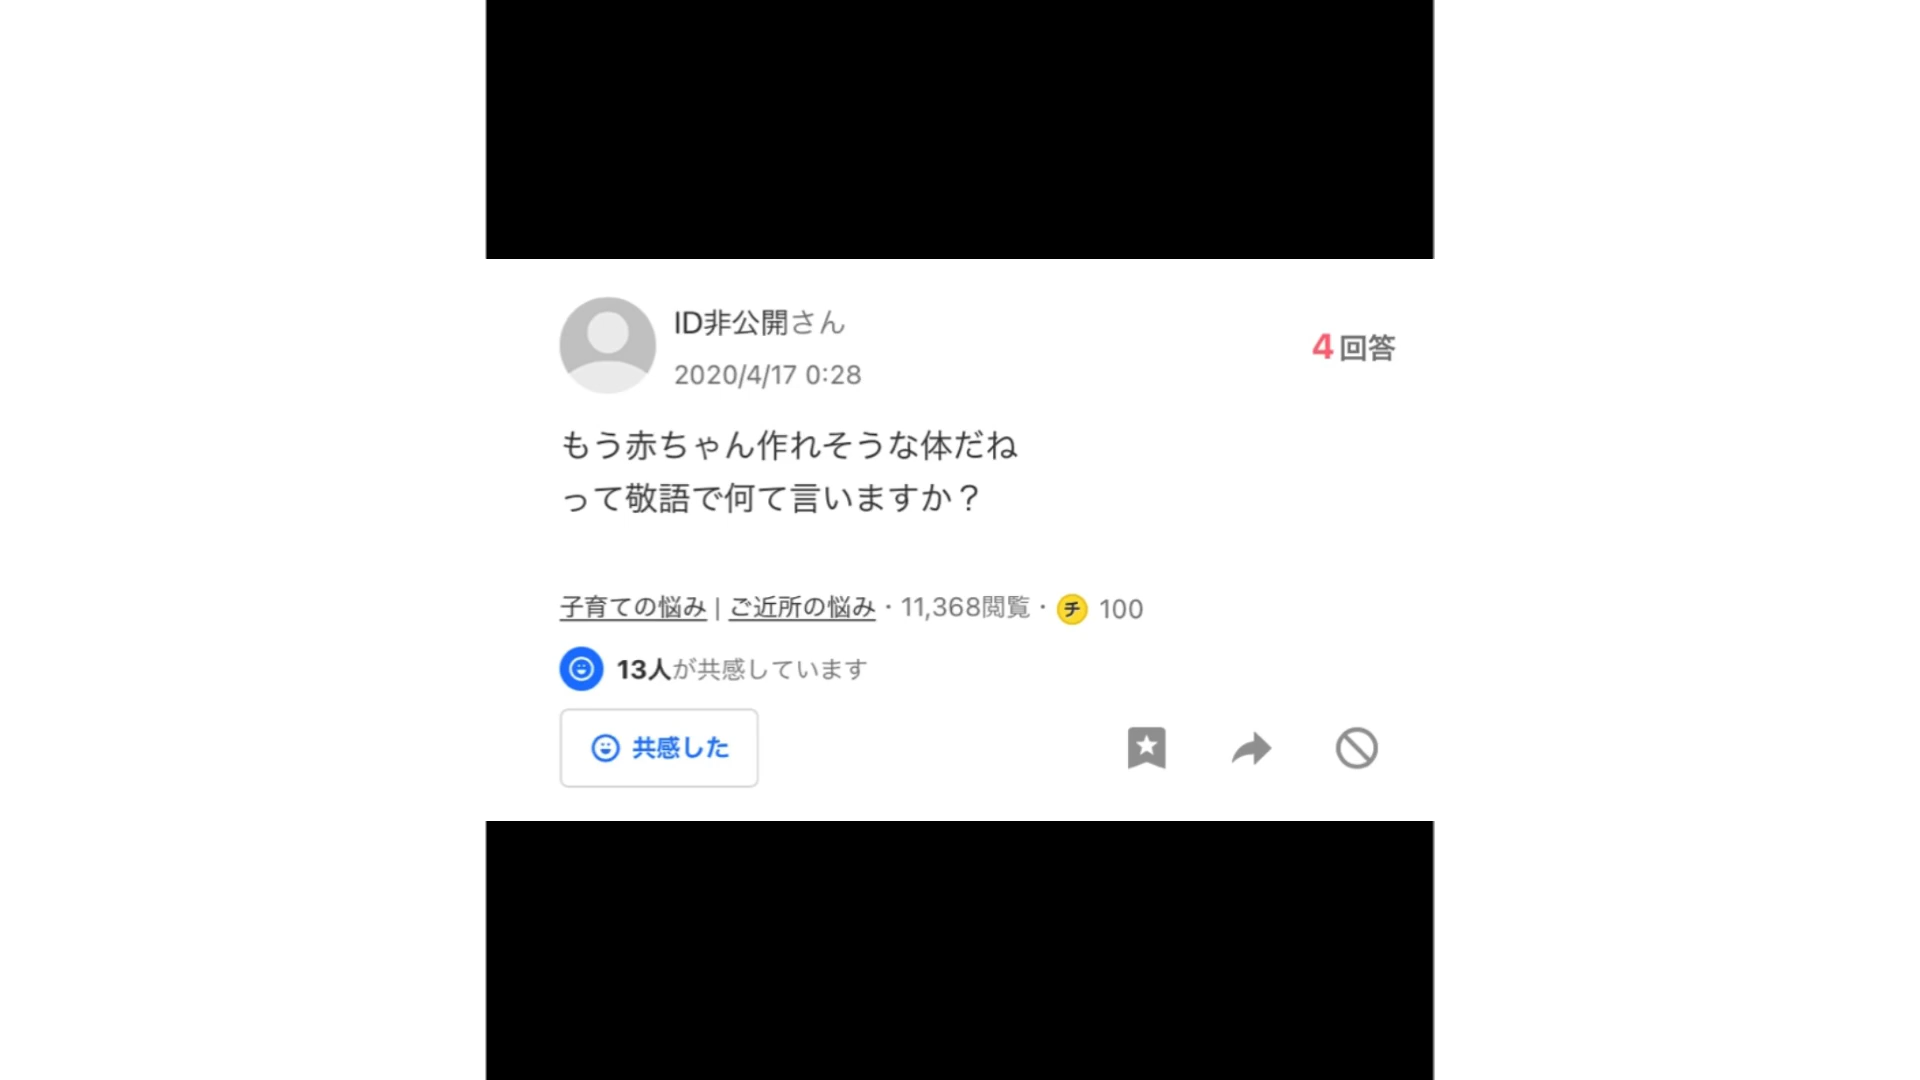 ID非公開さん
2020/4/17 0:28
4回答
もう赤ちゃん作れそうな体だね
って敬語で何て言いますか？
子育ての悩み | ご近所の悩み・11,368閲覧・チ 100
13人が共感しています
共感した